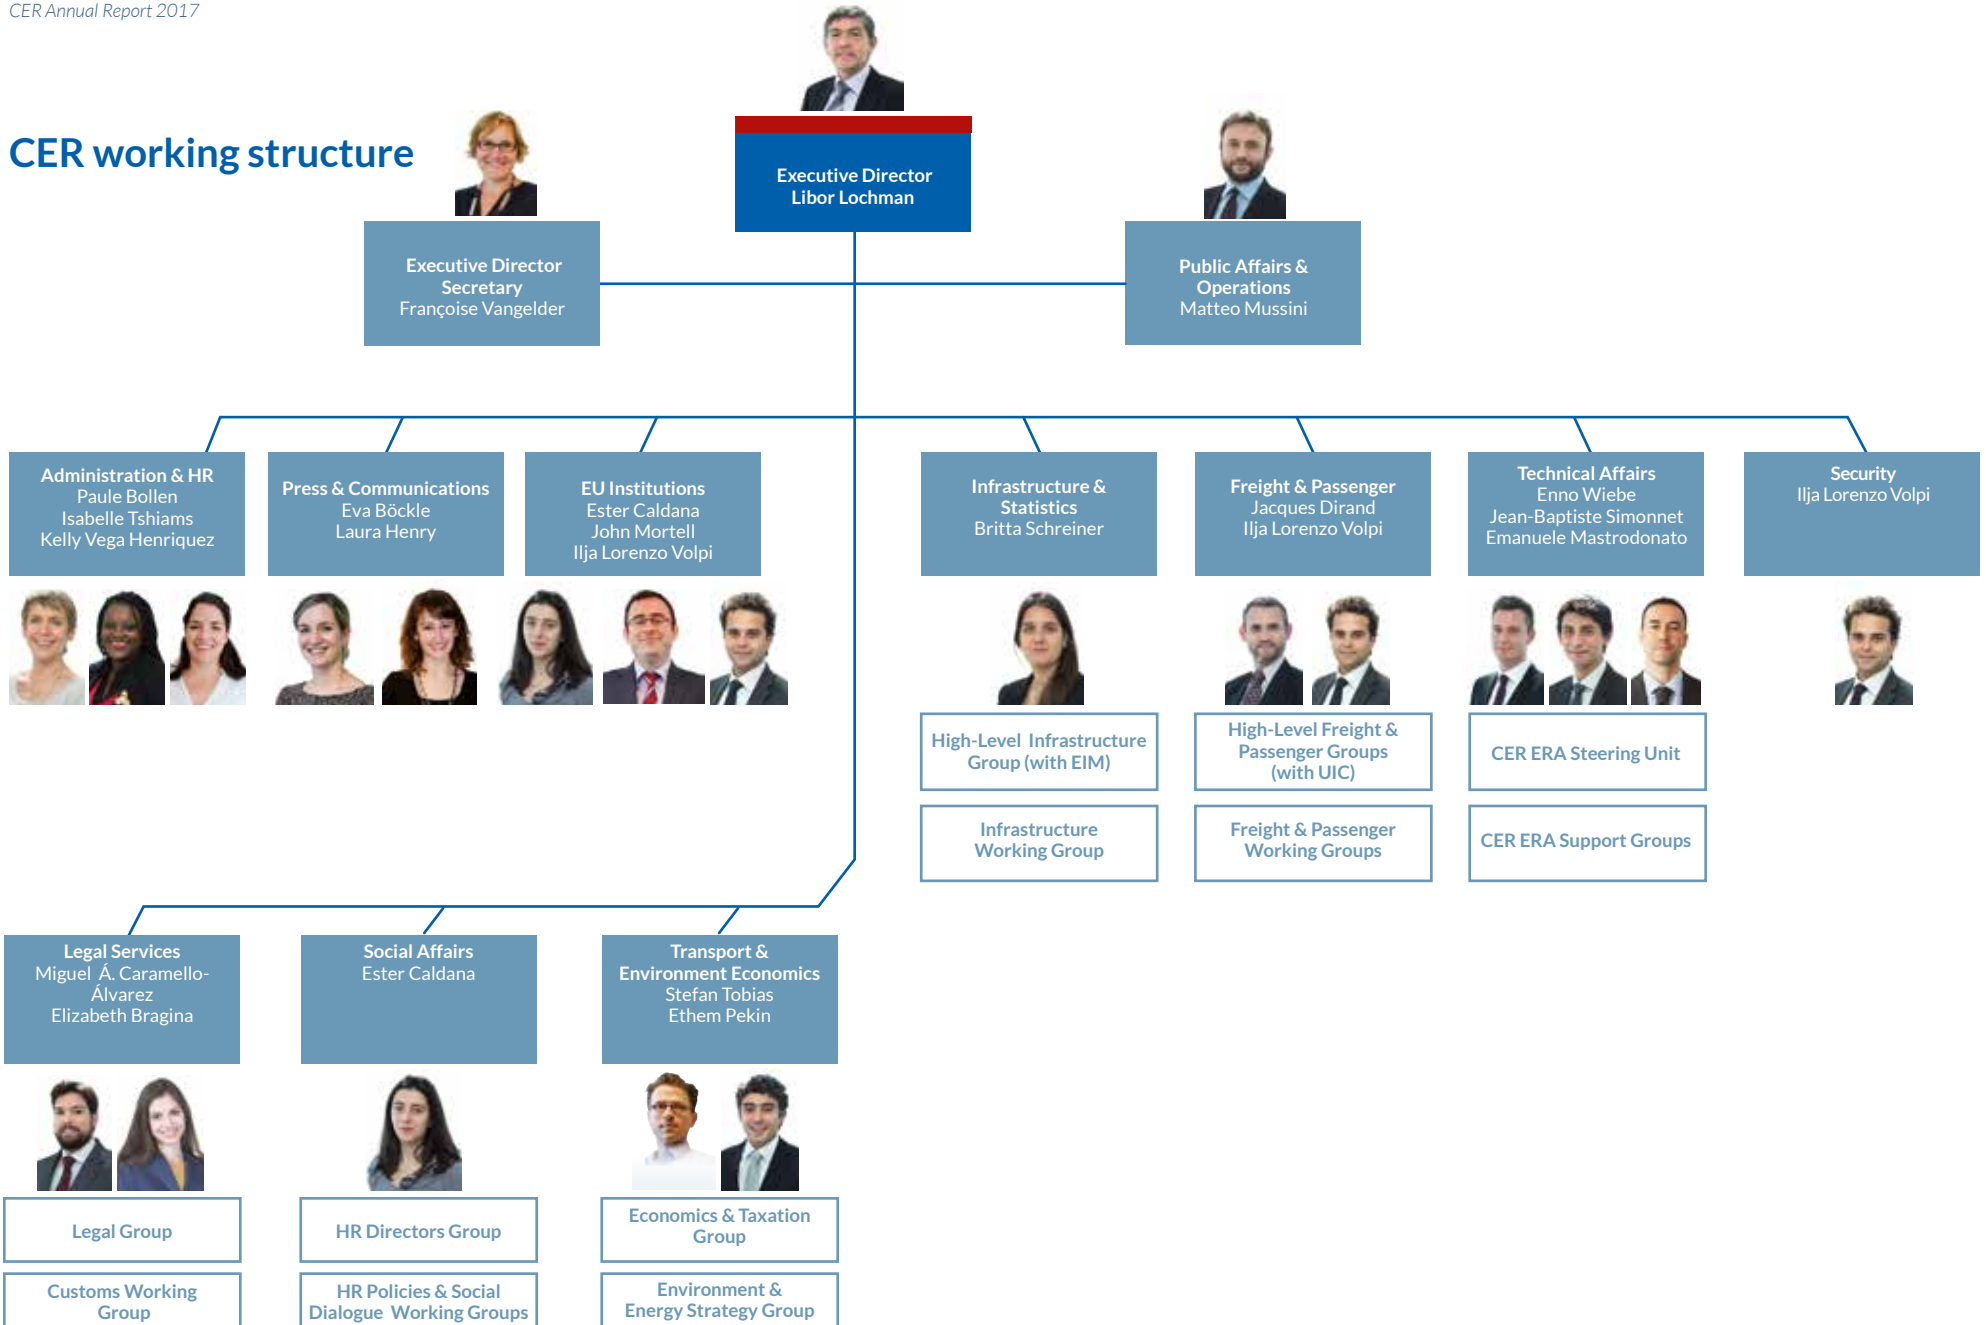 CER Annual Report 2017
CER working structure
Executive Director
Libor Lochman
Executive Director
Secretary
Françoise Vangelder
Public Affairs &
Operations
Matteo Mussini
Administration & HR
Paule Bollen
Isabelle Tshiams
Kelly Vega Henriquez
Press & Communications
Eva Böckle
Laura Henry
EU Institutions
Ester Caldana
John Mortell
Ilja Lorenzo Volpi
Infrastructure &
Statistics
Britta Schreiner
Freight & Passenger
Jacques Dirand
Ilja Lorenzo Volpi
Technical Affairs
Enno Wiebe
Jean-Baptiste Simonnet
Emanuele Mastrodonato
Security
Ilja Lorenzo Volpi
High-Level Infrastructure
Group (with EIM)
High-Level Freight &
Passenger Groups
(with UIC)
CER ERA Steering Unit
Infrastructure
Working Group
Freight & Passenger
Working Groups
CER ERA Support Groups
Legal Services
Miguel Á. Caramello-
Álvarez
Elizabeth Bragina
Social Affairs
Ester Caldana
Transport &
Environment Economics
Stefan Tobias
Ethem Pekin
Legal Group
HR Directors Group
Economics & Taxation
Group
Customs Working
Group
HR Policies & Social
Dialogue Working Groups
Environment &
Energy Strategy Group